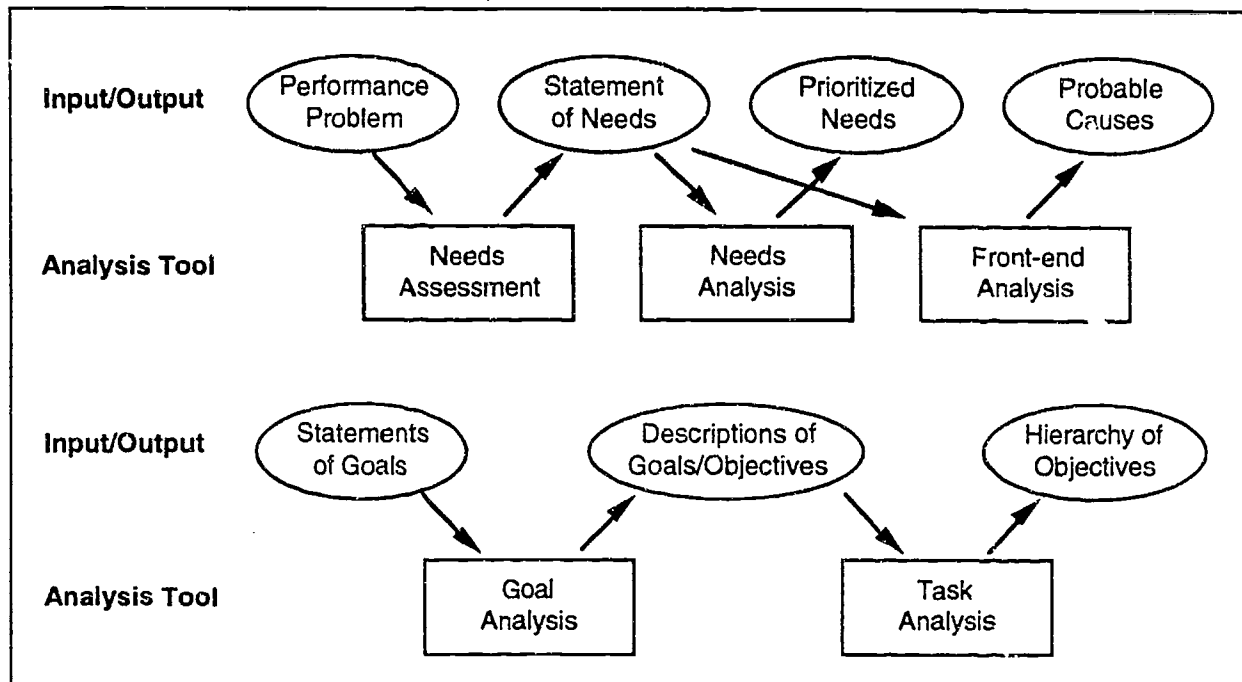 Input/Output
Performance
Problem
Statement
of Needs
Prioritized
Needs
Probable
Causes
Analysis Tool
Needs
Assessment
Needs
Analysis
Front-end
Analysis
Input/Output
Statements
of Goals
Descriptions of
Goals/Objectives
Hierarchy of
Objectives
Analysis Tool
Goal
Analysis
Task
Analysis